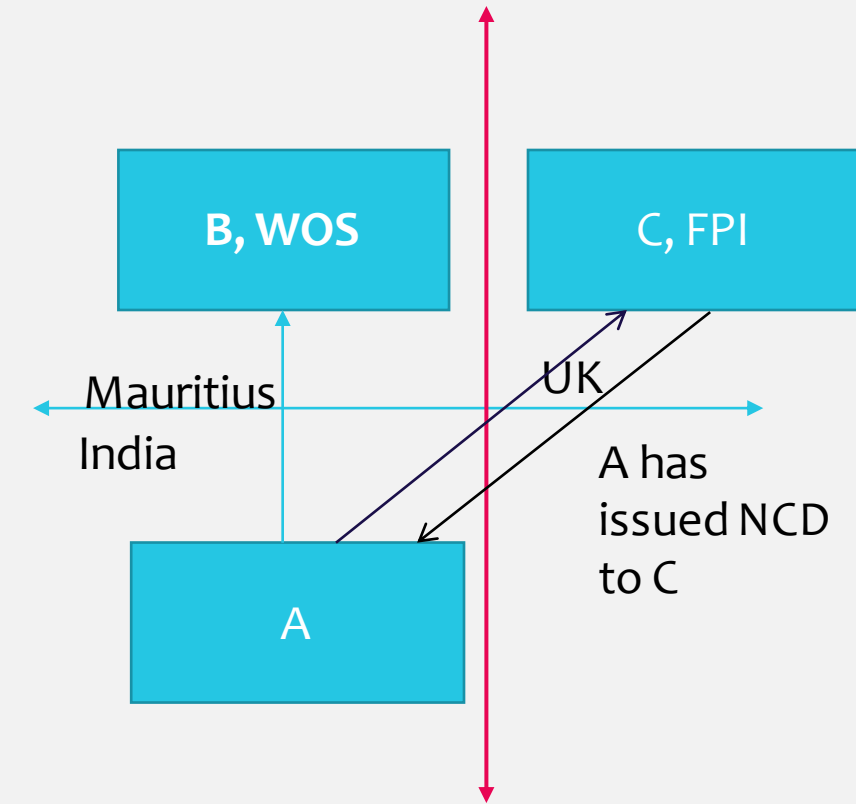 B, WOS
C, FPI
UK
Mauritius
India
A has
issued NCD
to C
A